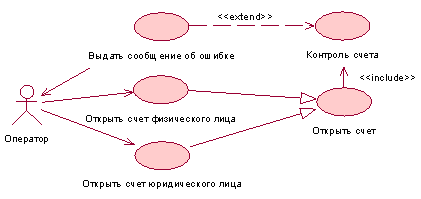 <<extend>>
Выдать сообщение об ошибке
Контроль счета
<<include>>
Открыть счет физического лица
Оператор
Открыть счет
Открыть счет юридического лица